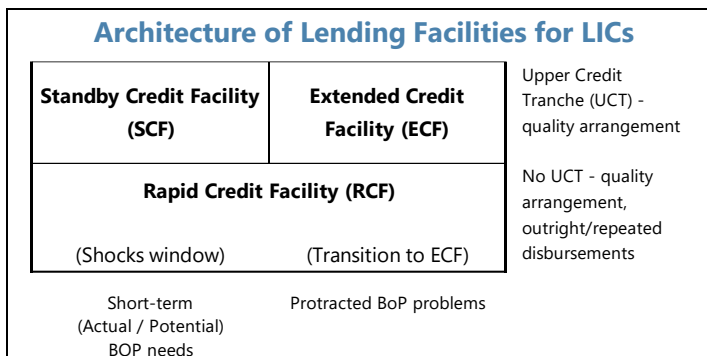 Architecture of Lending Facilities for LICs
Standby Credit Facility
(SCF)
Extended Credit
Facility (ECF)
Upper Credit
Tranche (UCT) -
quality arrangement
Rapid Credit Facility (RCF)
(Shocks window)
(Transition to ECF)
No UCT - quality
arrangement,
outright/repeated
disbursements
Short-term
(Actual / Potential)
BOP needs
Protracted BoP problems